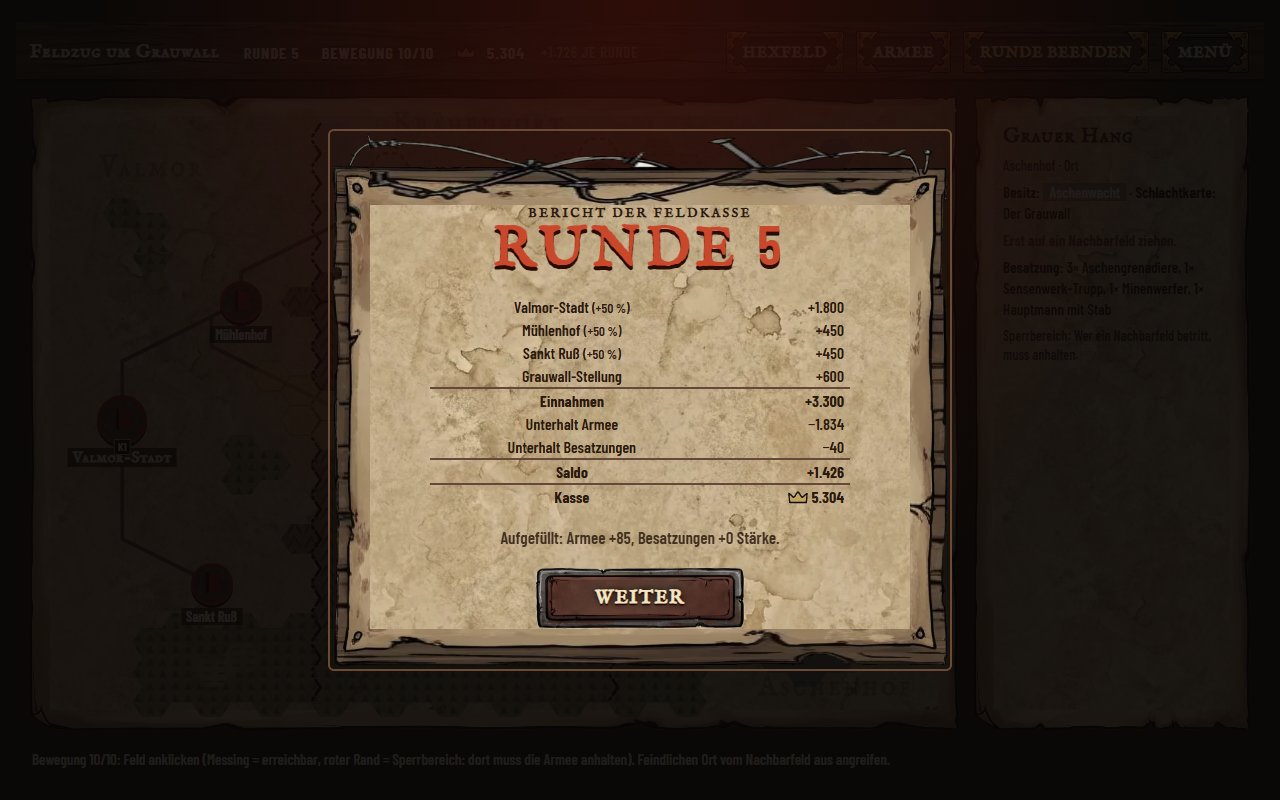 Feldzug um Grauwall RUNDE 5 BEWEGUNG 10/10 5.304 +1.726 JE RUNDE HEXFELD ARMEE RUNDE BEENDEN MENÜ
Valmor
Mühlenhof
K1
Valmor-Stadt
Sankt Ruß
Aschenhof
BERICHT DER FELDKASSE
RUNDE 5
Valmor-Stadt (+50 %) +1.800
Mühlenhof (+50 %) +450
Sankt Ruß (+50 %) +450
Grauwall-Stellung +600
Einnahmen +3.300
Unterhalt Armee −1.834
Unterhalt Besatzungen −40
Saldo +1.426
Kasse 5.304
Aufgefüllt: Armee +85, Besatzungen +0 Stärke.
WEITER
Grauer Hang
Aschenhof · Ort
Besitz: Aschenwacht · Schlachtkarte:
Der Grauwall
Erst auf ein Nachbarfeld ziehen.
Besatzung: 3× Aschengrenadiere, 1×
Sensenwerk-Trupp, 1× Minenwerfer, 1×
Hauptmann mit Stab
Sperrbereich: Wer ein Nachbarfeld betritt,
muss anhalten.
Bewegung 10/10: Feld anklicken (Messing = erreichbar, roter Rand = Sperrbereich: dort muss die Armee anhalten). Feindlichen Ort vom Nachbarfeld aus angreifen.